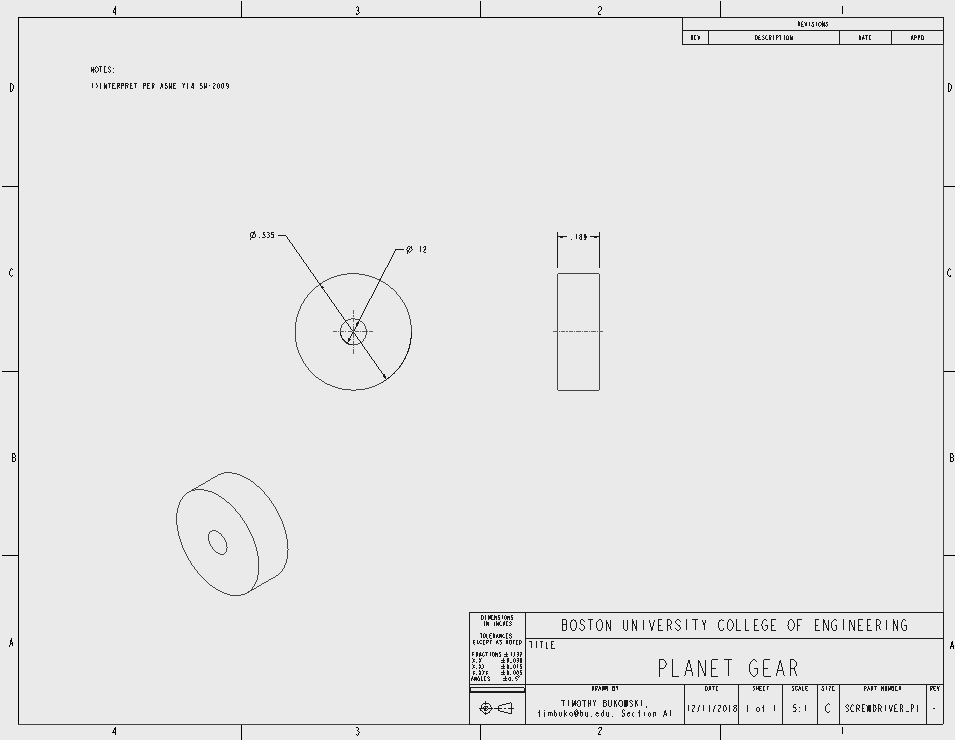 4 3 2 1
REVISIONS
REV DESCRIPTION DATE APPD
NOTES:
1) INTERPRET PER ASME Y14.5M-2009
D D
Ø .535
Ø .12
.189
C C
B B
A A
DIMENSIONS
IN INCHES
TOLERANCES
EXCEPT AS NOTED
FRACTIONS ±1/32
X.X ±0.030
X.XX ±0.015
X.XXX ±0.005
ANGLES ±0.5°
BOSTON UNIVERSITY COLLEGE OF ENGINEERING
TITLE
PLANET GEAR
DRAWN BY DATE SHEET SCALE SIZE PART NUMBER REV
TIMOTHY BUKOWSKI,
timbuko@bu.edu, Section A1
12/11/2018 1 of 1 5:1 C SCREWDRIVER_P1 -
4 3 2 1